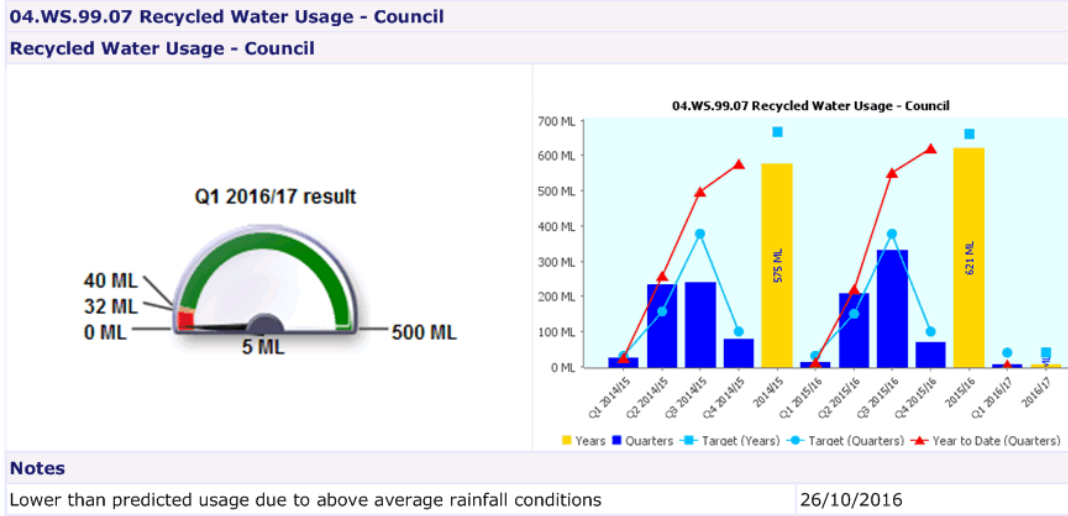 04.WS.99.07 Recycled Water Usage - Council
Recycled Water Usage - Council
Q1 2016/17 result
40 ML
32 ML
0 ML
5 ML
500 ML
04.WS.99.07 Recycled Water Usage - Council
700 ML
600 ML
500 ML
400 ML
300 ML
200 ML
100 ML
0 ML
575 ML
621 ML
Q1 2014/15
Q2 2014/15
Q3 2014/15
Q4 2014/15
2014/15
Q1 2015/16
Q2 2015/16
Q3 2015/16
Q4 2015/16
2015/16
Q1 2016/17
2016/17
Years Quarters Target (Years) Target (Quarters) Year to Date (Quarters)
Notes
Lower than predicted usage due to above average rainfall conditions 26/10/2016